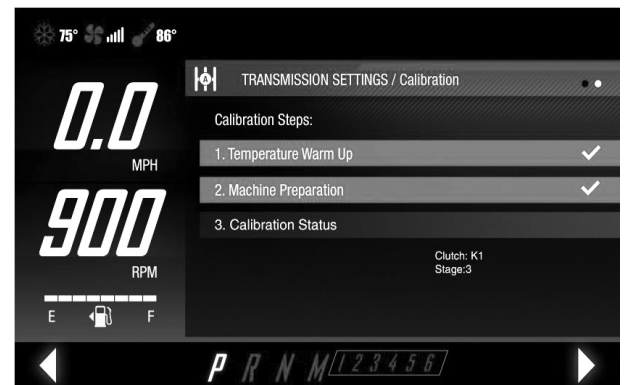 75° 86°
TRANSMISSION SETTINGS / Calibration
0.0
MPH
Calibration Steps:
1. Temperature Warm Up
2. Machine Preparation
3. Calibration Status
900
RPM
Clutch: K1
Stage:3
E F
P R N M 1 2 3 4 5 6